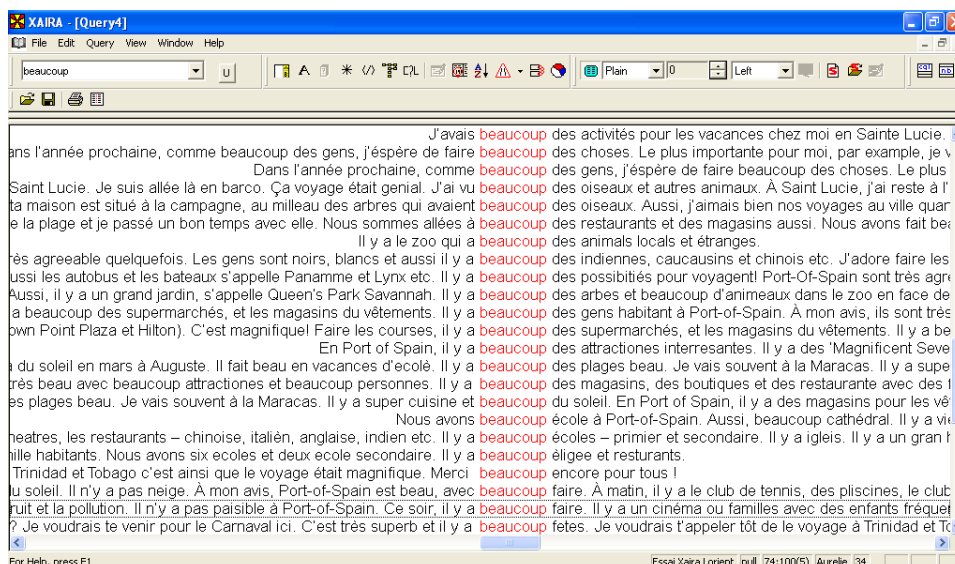 XAIRA - [Query4]
File Edit Query View Window Help
beaucoup U Plain 0 Left
J'avais beaucoup des activités pour les vacances chez moi en Sainte Lucie.
ans l'année prochaine, comme beaucoup des gens, j'éspère de faire beaucoup des choses. Le plus importante pour moi, par example, je v
Dans l'année prochaine, comme beaucoup des gens, j'éspère de faire beaucoup des choses. Le plus
Saint Lucie. Je suis allée là en barco. Ça voyage était genial. J'ai vu beaucoup des oiseaux et autres animaux. À Saint Lucie, j'ai reste à l'
ta maison est situé à la campagne, au milleau des arbres qui avaient beaucoup des oiseaux. Aussi, j'aimais bien nos voyages au ville quar
e la plage et je passé un bon temps avec elle. Nous sommes allées à beaucoup des restaurants et des magasins aussi. Nous avons fait bea
Il y a le zoo qui a beaucoup des animals locals et étranges.
rès agreeable quelquefois. Les gens sont noirs, blancs et aussi il y a beaucoup des indiennes, caucausins et chinois etc. J'adore faire les
ussi les autobus et les bateaux s'appelle Panamme et Lynx etc. Il y a beaucoup des possibitiés pour voyagent! Port-Of-Spain sont très agre
Aussi, il y a un grand jardin, s'appelle Queen's Park Savannah. Il y a beaucoup des arbes et beaucoup d'animeaux dans le zoo en face de
a beaucoup des supermarchés, et les magasins du vêtements. Il y a beaucoup des gens habitant à Port-of-Spain. À mon avis, ils sont très
own Point Plaza et Hilton). C'est magnifique! Faire les courses, il y a beaucoup des supermarchés, et les magasins du vêtements. Il y a be
En Port of Spain, il y a beaucoup des attractiones interresantes. Il y a des 'Magnificent Seve
du soleil en mars à Auguste. Il fait beau en vacances d'ecolè. Il y a beaucoup des plages beau. Je vais souvent à la Maracas. Il y a supe
très beau avec beaucoup attractiones et beaucoup personnes. Il y a beaucoup des magasins, des boutiques et des restaurante avec des f
es plages beau. Je vais souvent à la Maracas. Il y a super cuisine et beaucoup du soleil. En Port of Spain, il y a des magasins pour les vê
Nous avons beaucoup école à Port-of-Spain. Aussi, beaucoup cathédral. Il y a vie
heatres, les restaurants – chinoise, italièn, anglaise, indien etc. Il y a beaucoup écoles – primier et secondaire. Il y a igleis. Il y a un gran h
nille habitants. Nous avons six ecoles et deux ecole secondaire. Il y a beaucoup èligee et resturants.
Trinidad et Tobago c'est ainsi que le voyage était magnifique. Merci beaucoup encore pour tous !
du soleil. Il n'y a pas neige. À mon avis, Port-of-Spain est beau, avec beaucoup faire. À matin, il y a le club de tennis, des pliscines, le club
ruit et la pollution. Il n'y a pas paisible à Port-of-Spain. Ce soir, il y a beaucoup faire. Il y a un cinéma ou familles avec des enfants fréque
? Je voudrais te venir pour le Carnaval ici. C'est très superb et il y a beaucoup fetes. Je voudrais t'appeler tôt de le voyage à Trinidad et To
For Help, press F1 Essai Xaira Lorient null 74:100(5) Aurelie 34